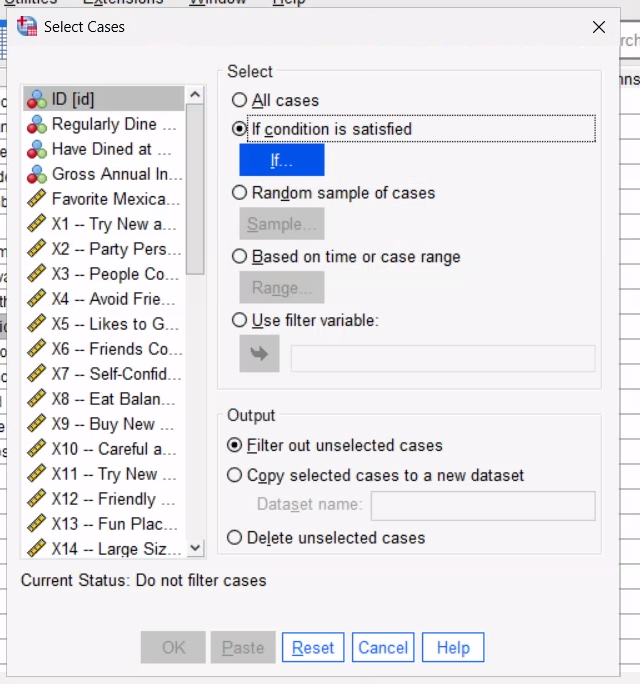 Utilities Extensions Window Help
Select Cases
ID [id]
Regularly Dine ...
Have Dined at ...
Gross Annual In...
Favorite Mexica...
X1 -- Try New a...
X2 -- Party Pers...
X3 -- People Co...
X4 -- Avoid Frie...
X5 -- Likes to G...
X6 -- Friends Co...
X7 -- Self-Confid...
X8 -- Eat Balan...
X9 -- Buy New ...
X10 -- Careful a...
X11 -- Try New ...
X12 -- Friendly ...
X13 -- Fun Plac...
X14 -- Large Siz...
Select
All cases
If condition is satisfied
If...
Random sample of cases
Sample...
Based on time or case range
Range...
Use filter variable:
Output
Filter out unselected cases
Copy selected cases to a new dataset
Dataset name:
Delete unselected cases
Current Status: Do not filter cases
OK Paste Reset Cancel Help